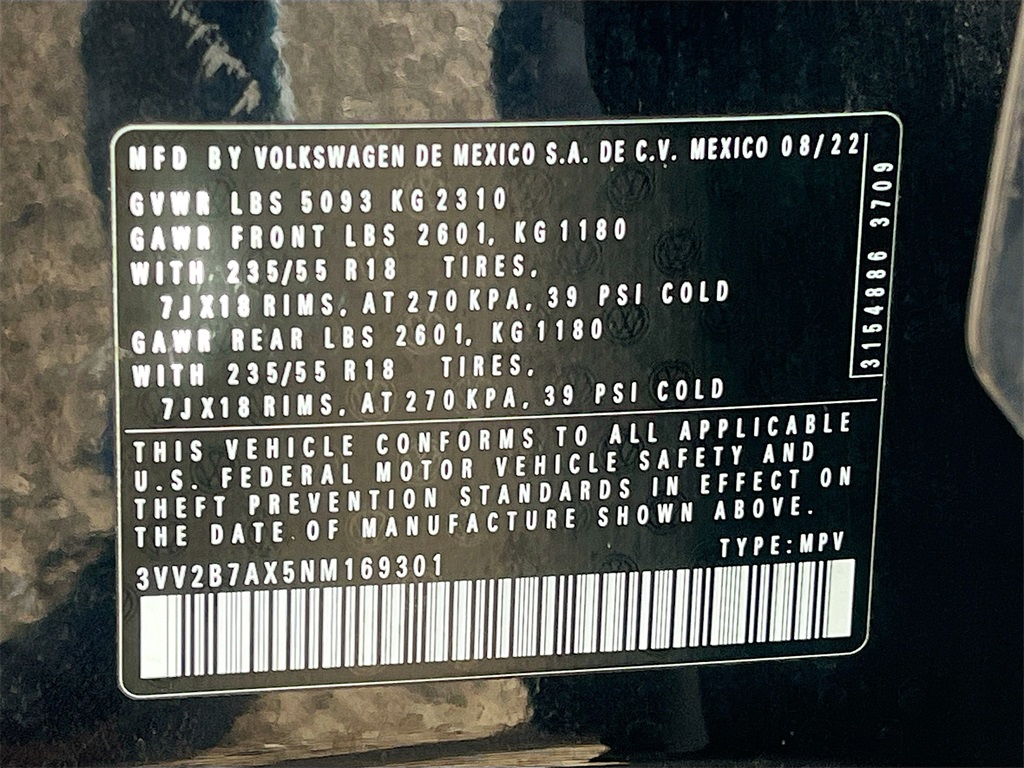 MFD BY VOLKSWAGEN DE MEXICO S.A. DE C.V. MEXICO 08/22
GVWR LBS 5093 KG 2310
GAWR FRONT LBS 2601, KG 1180
WITH 235/55 R18 TIRES,
7JX18 RIMS, AT 270 KPA, 39 PSI COLD
GAWR REAR LBS 2601, KG 1180
WITH 235/55 R18 TIRES,
7JX18 RIMS, AT 270 KPA, 39 PSI COLD
3154886 3709
THIS VEHICLE CONFORMS TO ALL APPLICABLE
U.S. FEDERAL MOTOR VEHICLE SAFETY AND
THEFT PREVENTION STANDARDS IN EFFECT ON
THE DATE OF MANUFACTURE SHOWN ABOVE.
TYPE:MPV
3VV2B7AX5NM169301